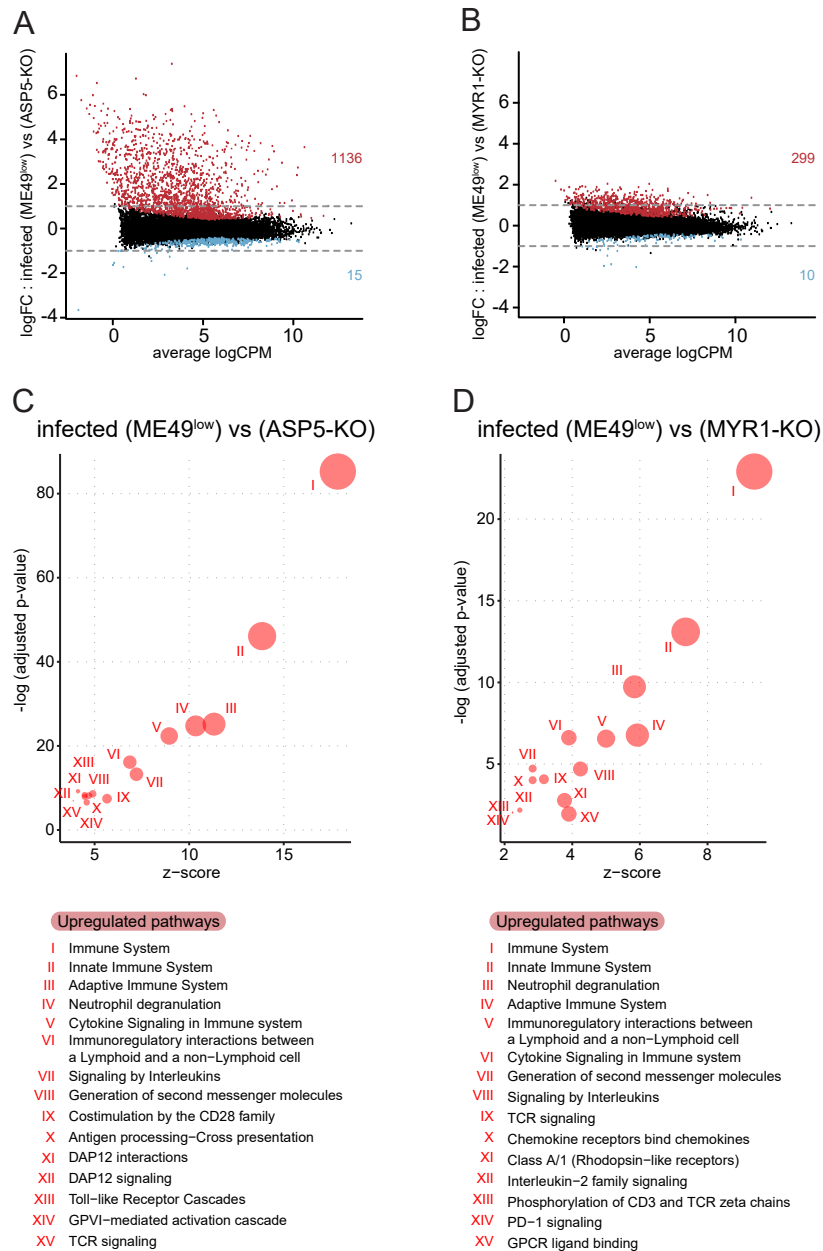 A
logFC : infected (ME49low) vs (ASP5-KO)
6
4
2
0
-2
-4
1136
15
0
5
10
average logCPM
B
logFC : infected (ME49low) vs (MYR1-KO)
6
4
2
0
-2
-4
299
10
0
5
10
average logCPM
C
infected (ME49low) vs (ASP5-KO)
-log (adjusted p-value)
80
60
40
20
0
I
II
III
IV
V
VI
VII
XIII
XI
VIII
XII
IX
X
XV
XIV
5
10
15
z−score
D
infected (ME49low) vs (MYR1-KO)
-log (adjusted p-value)
20
15
10
5
I
II
III
IV
V
VI
VII
VIII
IX
X
XI
XII
XIII
XIV
XV
2
4
6
8
z−score
Upregulated pathways
I Immune System
II Innate Immune System
III Adaptive Immune System
IV Neutrophil degranulation
V Cytokine Signaling in Immune system
VI Immunoregulatory interactions between
a Lymphoid and a non−Lymphoid cell
VII Signaling by Interleukins
VIII Generation of second messenger molecules
IX Costimulation by the CD28 family
X Antigen processing−Cross presentation
XI DAP12 interactions
XII DAP12 signaling
XIII Toll−like Receptor Cascades
XIV GPVI−mediated activation cascade
XV TCR signaling
Upregulated pathways
I Immune System
II Innate Immune System
III Neutrophil degranulation
IV Adaptive Immune System
V Immunoregulatory interactions between
a Lymphoid and a non−Lymphoid cell
VI Cytokine Signaling in Immune system
VII Generation of second messenger molecules
VIII Signaling by Interleukins
IX TCR signaling
X Chemokine receptors bind chemokines
XI Class A/1 (Rhodopsin−like receptors)
XII Interleukin−2 family signaling
XIII Phosphorylation of CD3 and TCR zeta chains
XIV PD−1 signaling
XV GPCR ligand binding